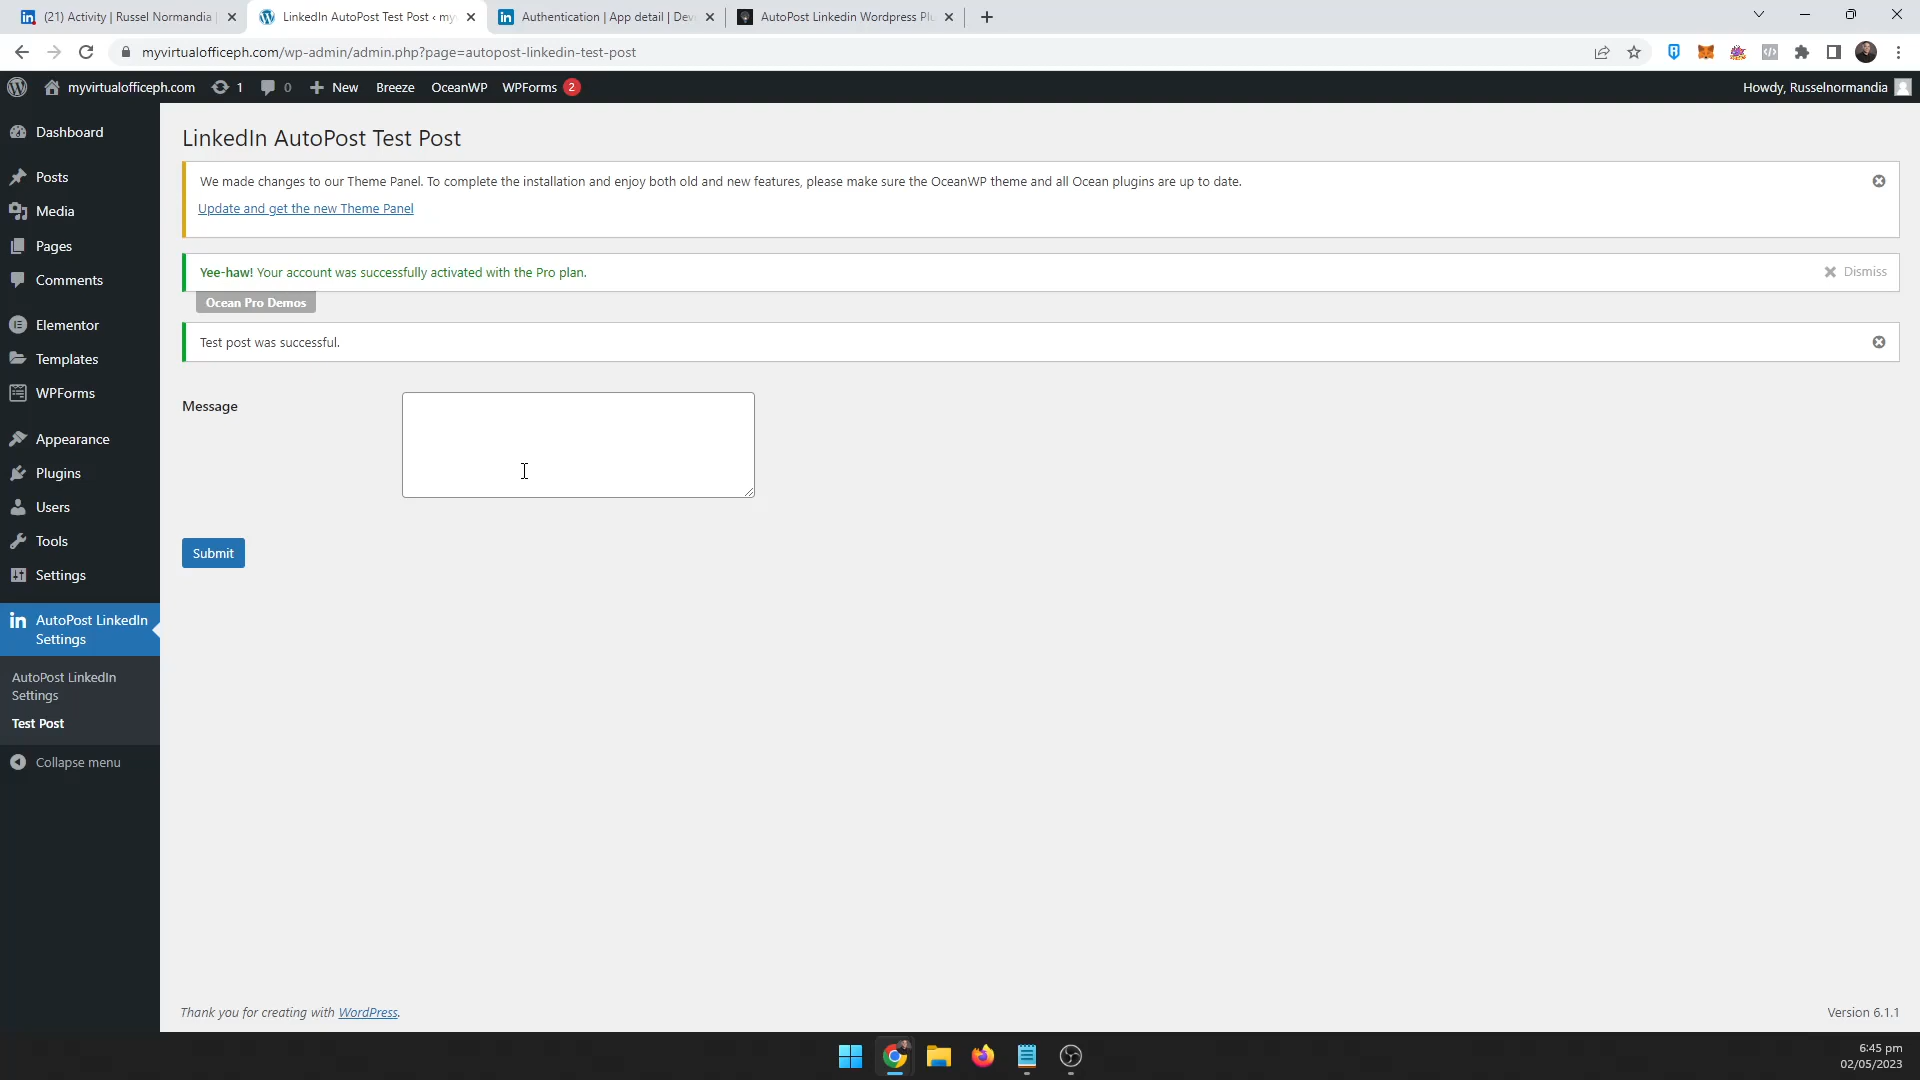 (21) Activity | Russel Normandia
LinkedIn AutoPost Test Post ‹ my
Authentication | App detail | Dev
AutoPost Linkedin Wordpress Plu
myvirtualofficeph.com/wp-admin/admin.php?page=autopost-linkedin-test-post
myvirtualofficeph.com
1
0
New
Breeze
OceanWP
WPForms
2
Howdy, Russelnormandia
Dashboard
Posts
Media
Pages
Comments
Elementor
Templates
WPForms
Appearance
Plugins
Users
Tools
Settings
AutoPost LinkedIn
Settings
AutoPost LinkedIn
Settings
Test Post
Collapse menu
LinkedIn AutoPost Test Post
We made changes to our Theme Panel. To complete the installation and enjoy both old and new features, please make sure the OceanWP theme and all Ocean plugins are up to date.
Update and get the new Theme Panel
Yee-haw! Your account was successfully activated with the Pro plan.
Dismiss
Ocean Pro Demos
Test post was successful.
Message
Submit
Thank you for creating with WordPress.
Version 6.1.1
6:45 pm
02/05/2023